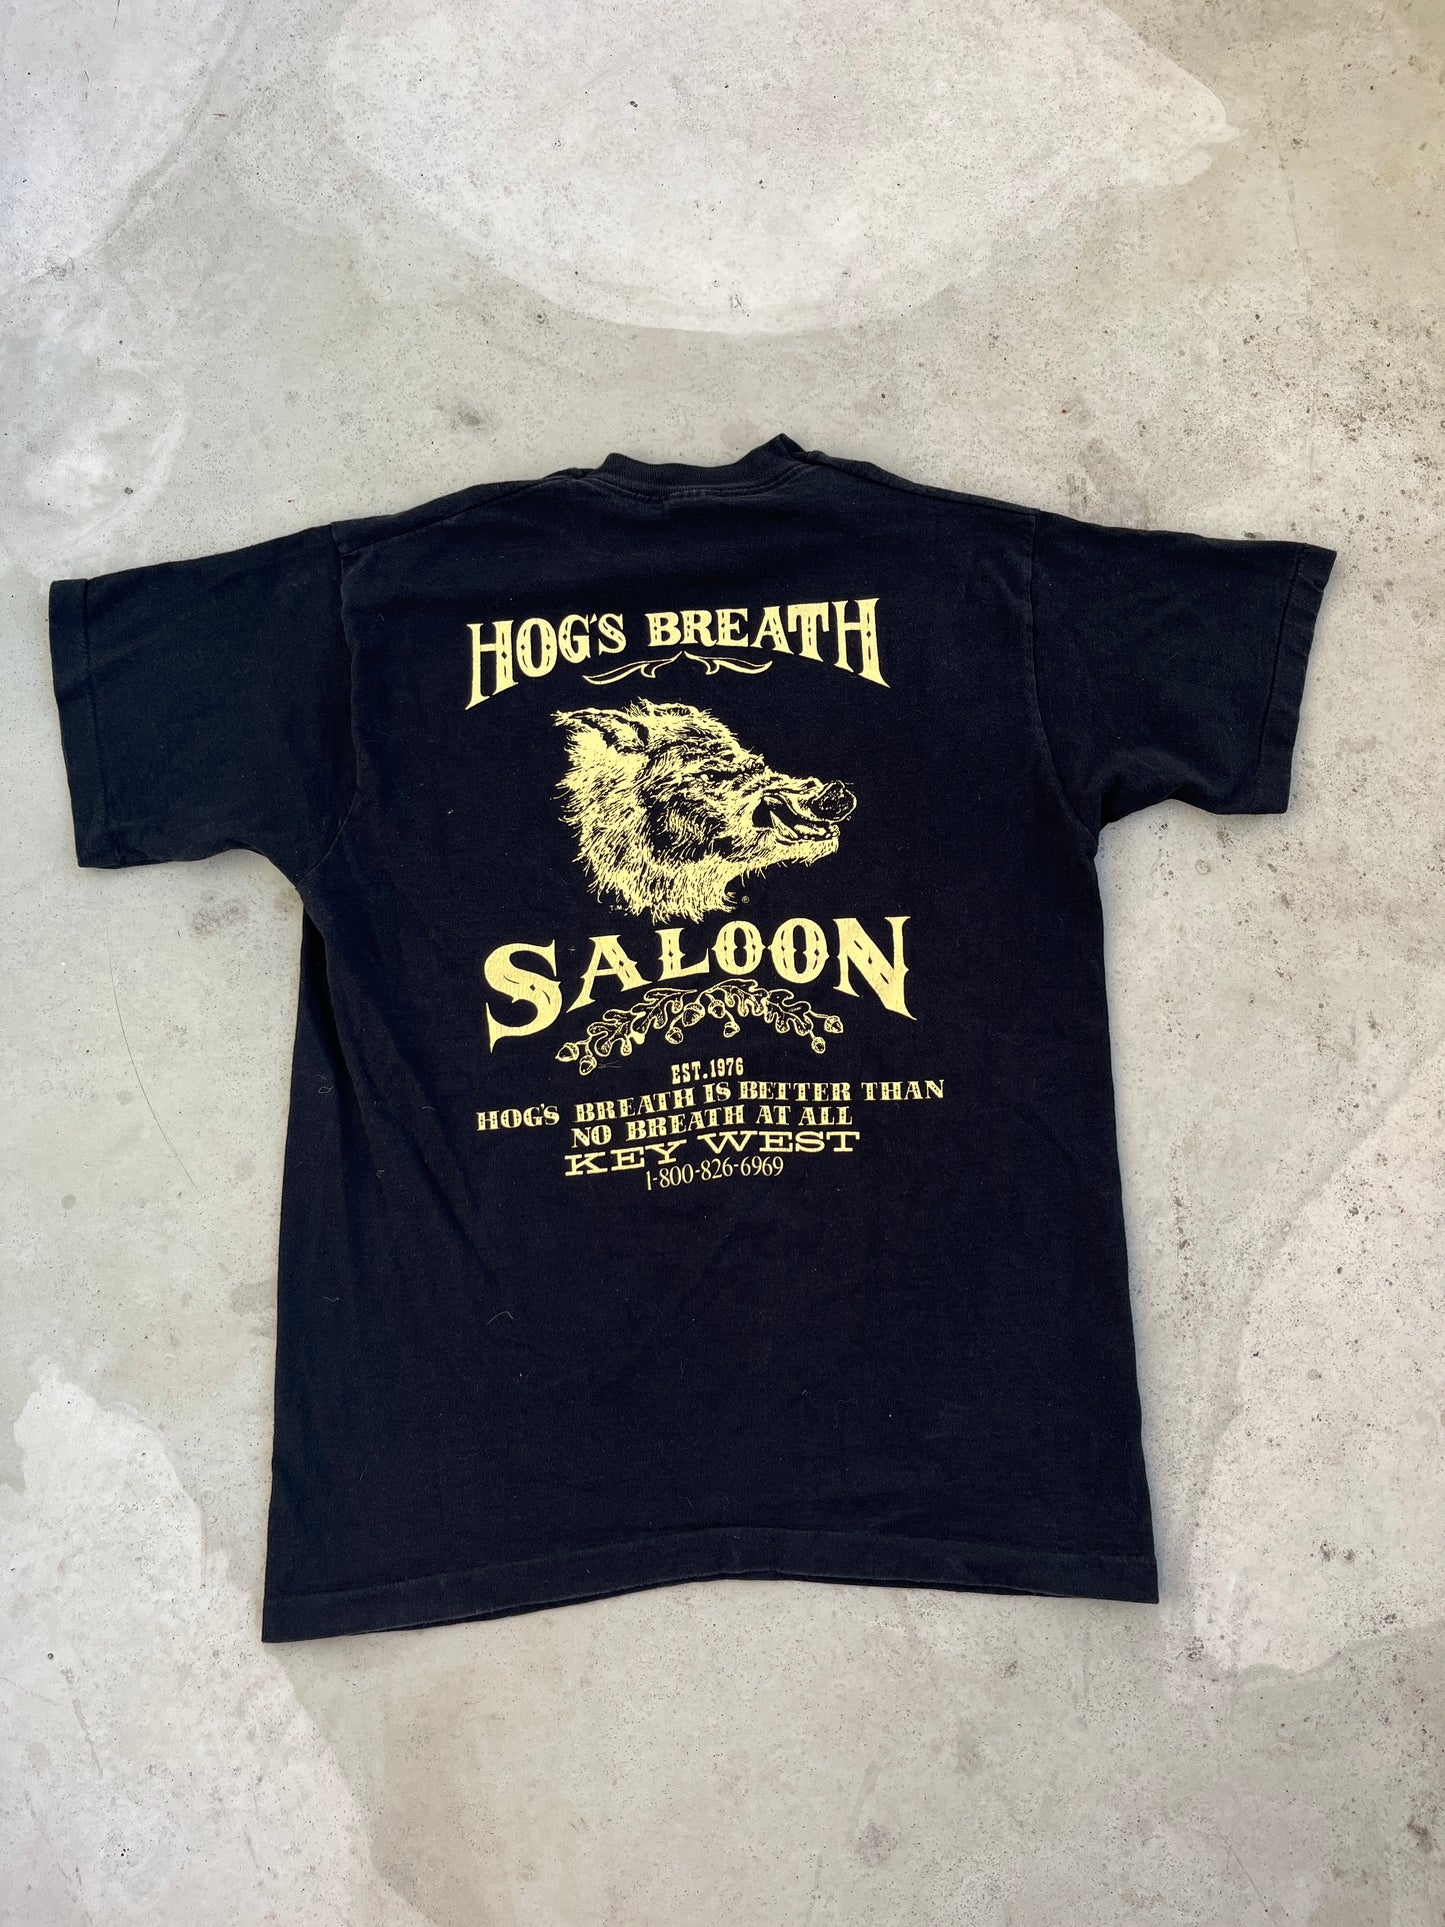 HOG'S BREATH
T.M. ®
SALOON
EST. 1976
HOG'S BREATH IS BETTER THAN
NO BREATH AT ALL
KEY WEST
1-800-826-6969